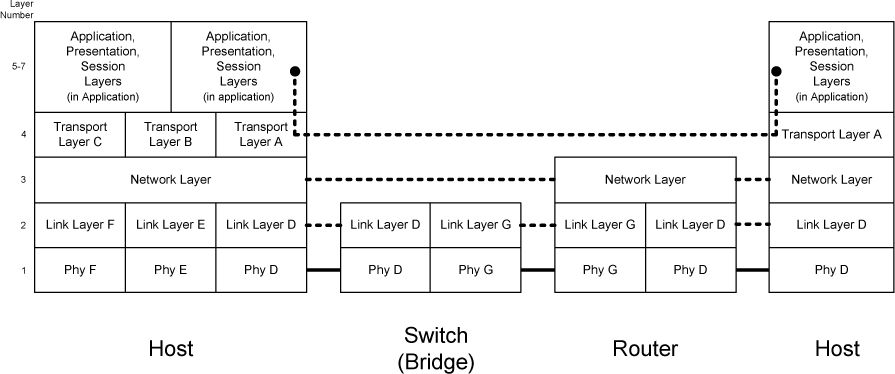 Layer
Number
Application,
Presentation,
Session
Layers
(in Application)
Application,
Presentation,
Session
Layers
(in application)
Application,
Presentation,
Session
Layers
(in Application)
5-7
4
Transport
Layer C
Transport
Layer B
Transport
Layer A
Transport Layer A
3
Network Layer
Network Layer
Network Layer
2
Link Layer F
Link Layer E
Link Layer D
Link Layer D
Link Layer G
Link Layer G
Link Layer D
Link Layer D
1
Phy F
Phy E
Phy D
Phy D
Phy G
Phy G
Phy D
Phy D
Host
Switch
(Bridge)
Router
Host